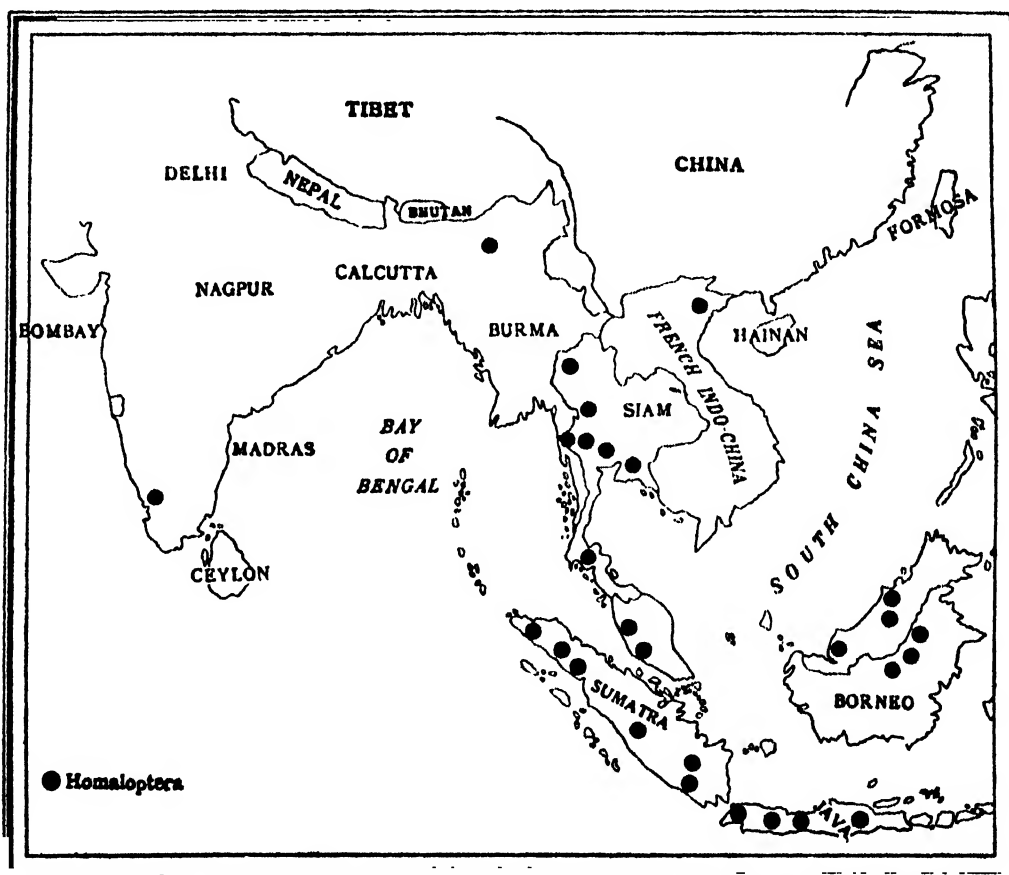 TIBET
DELHI
NEPAL
BHUTAN
CHINA
FORMOSA
NAGPUR
CALCUTTA
BOMBAY
BURMA
FRENCH INDO-CHINA
HAINAN
SIAM
MADRAS
BAY
OF
BENGAL
SOUTH CHINA SEA
CEYLON
SUMATRA
BORNEO
Homaloptera
JAVA